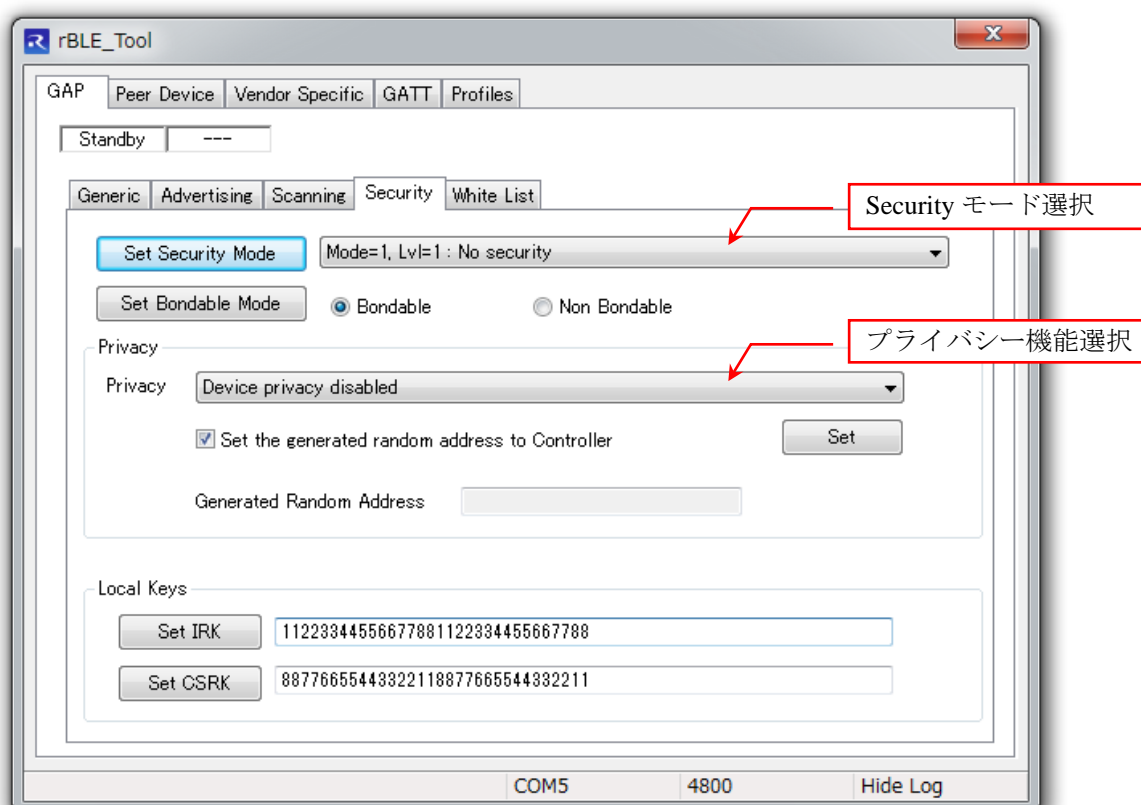 rBLE_Tool
GAP Peer Device Vendor Specific GATT Profiles
Standby ---
Generic Advertising Scanning Security White List
Security モード選択
Set Security Mode Mode=1, Lvl=1 : No security
Set Bondable Mode Bondable Non Bondable
プライバシー機能選択
Privacy
Privacy Device privacy disabled
Set the generated random address to Controller Set
Generated Random Address
Local Keys
Set IRK 11223344556677881122334455667788
Set CSRK 88776655443322118877665544332211
COM5 4800 Hide Log